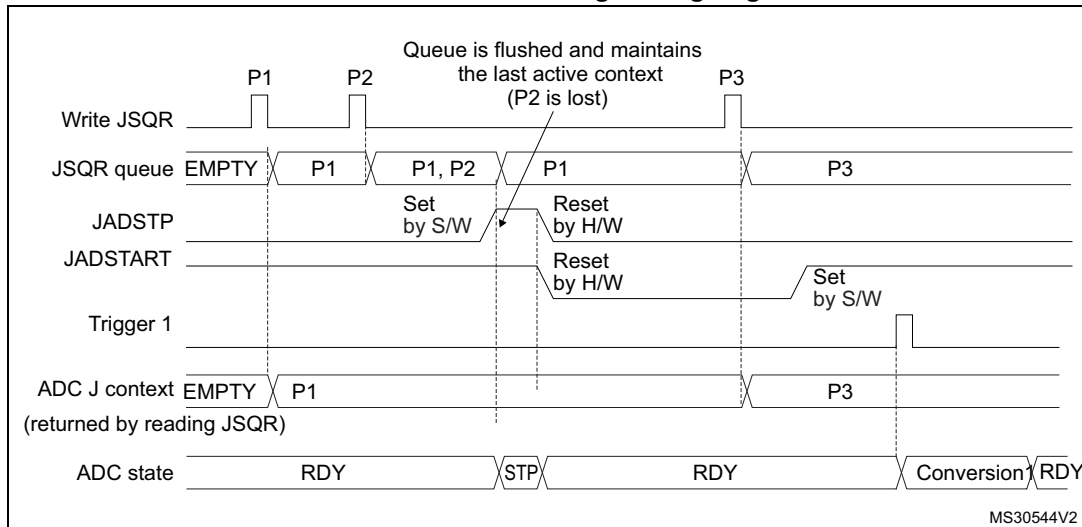 Queue is flushed and maintains
the last active context
(P2 is lost)
P1
P2
P3
Write JSQR
JSQR queue
EMPTY
P1
P1, P2
P1
P3
Set
by S/W
Reset
by H/W
JADSTP
JADSTART
Reset
by H/W
Set
by S/W
Trigger 1
ADC J context
EMPTY
P1
P3
(returned by reading JSQR)
ADC state
RDY
STP
RDY
Conversion1
RDY
MS30544V2